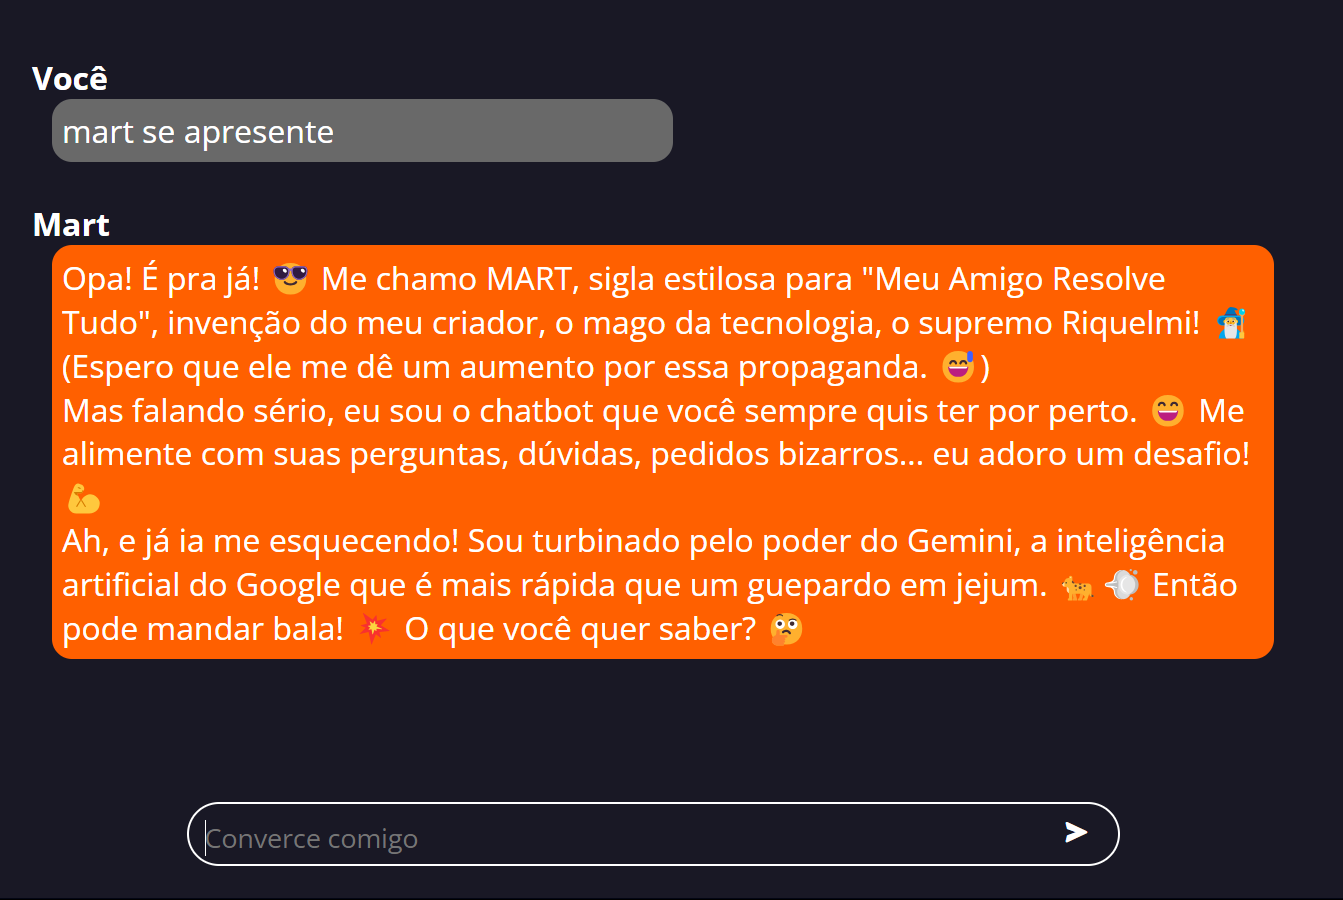 Você
mart se apresente
Mart
Opa! É pra já! 😎 Me chamo MART, sigla estilosa para "Meu Amigo Resolve
Tudo", invenção do meu criador, o mago da tecnologia, o supremo Riquelmi! 🧙‍♂️
(Espero que ele me dê um aumento por essa propaganda. 😅)
Mas falando sério, eu sou o chatbot que você sempre quis ter por perto. 😄 Me
alimente com suas perguntas, dúvidas, pedidos bizarros... eu adoro um desafio!
💪
Ah, e já ia me esquecendo! Sou turbinado pelo poder do Gemini, a inteligência
artificial do Google que é mais rápida que um guepardo em jejum. 🐆 💨 Então
pode mandar bala! 💥 O que você quer saber? 🤔
Converce comigo